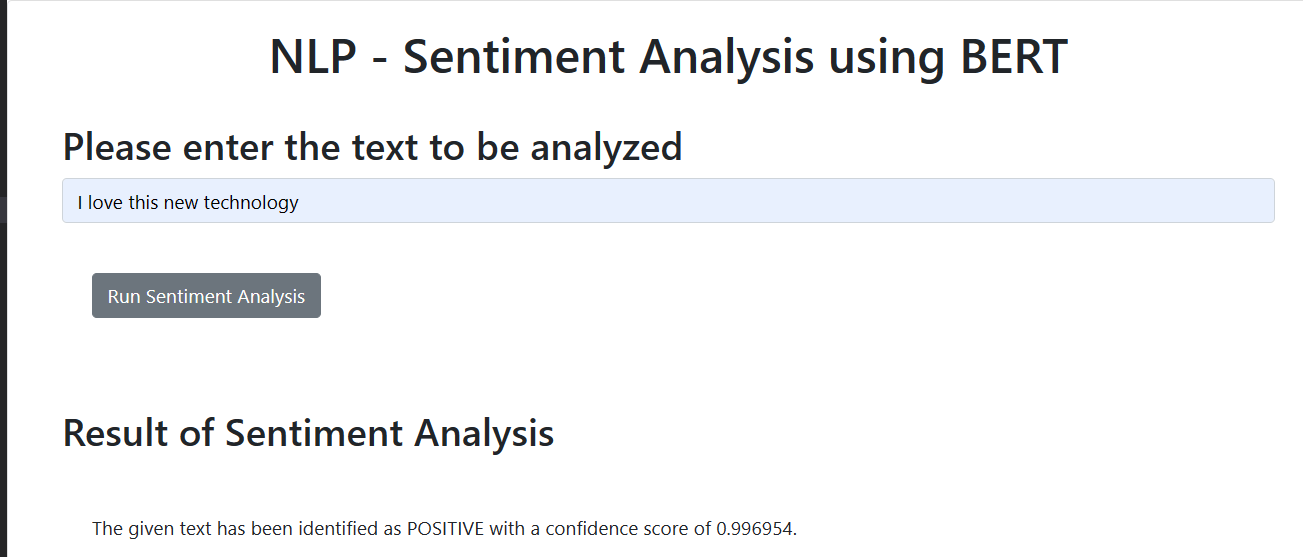 NLP - Sentiment Analysis using BERT
Please enter the text to be analyzed
I love this new technology
Run Sentiment Analysis
Result of Sentiment Analysis
The given text has been identified as POSITIVE with a confidence score of 0.996954.